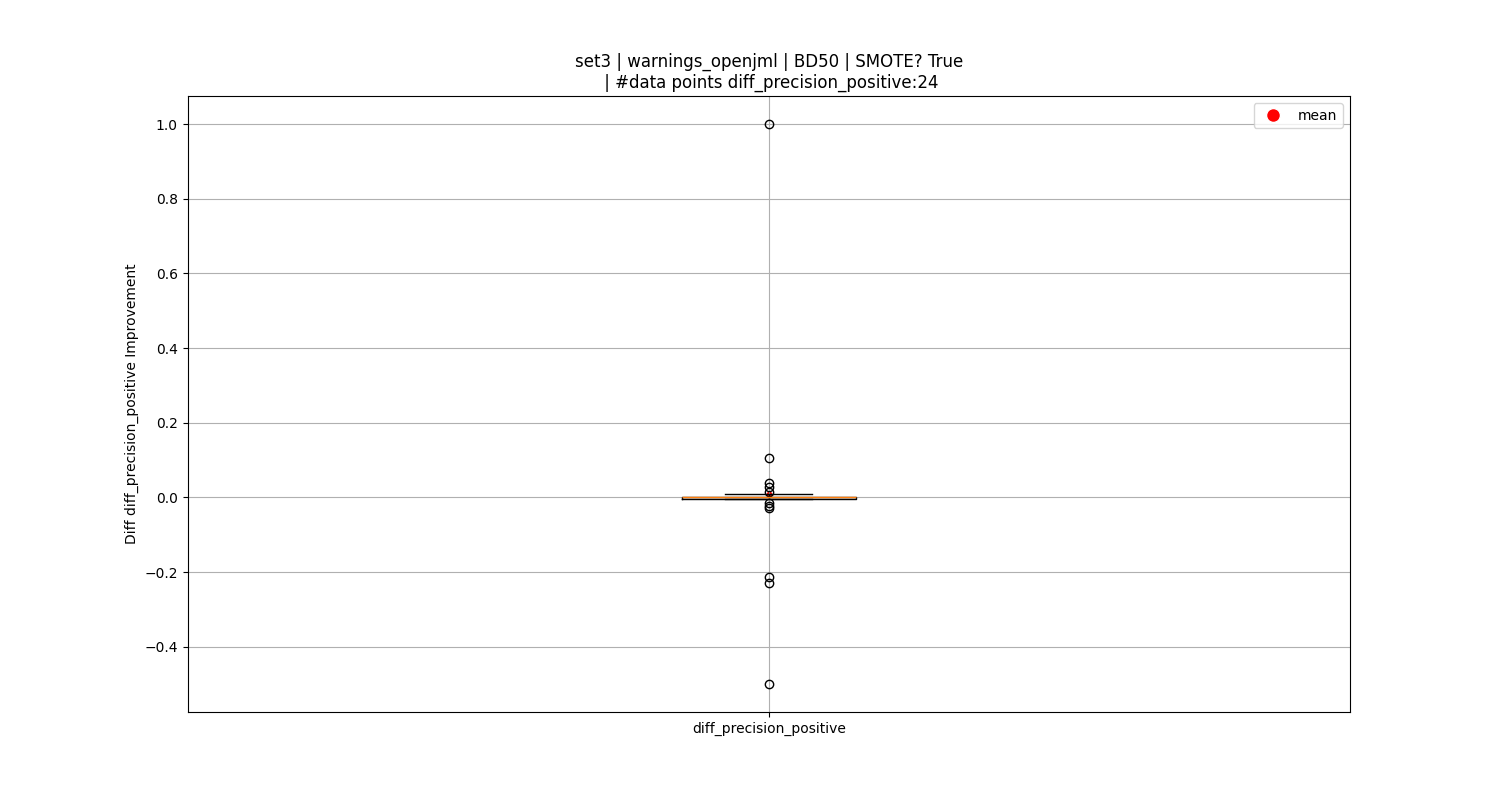 set3 | warnings_openjml | BD50 | SMOTE? True
| #data points diff_precision_positive:24
mean
1.0
0.8
0.6
0.4
0.2
0.0
−0.2
−0.4
Diff diff_precision_positive Improvement
diff_precision_positive